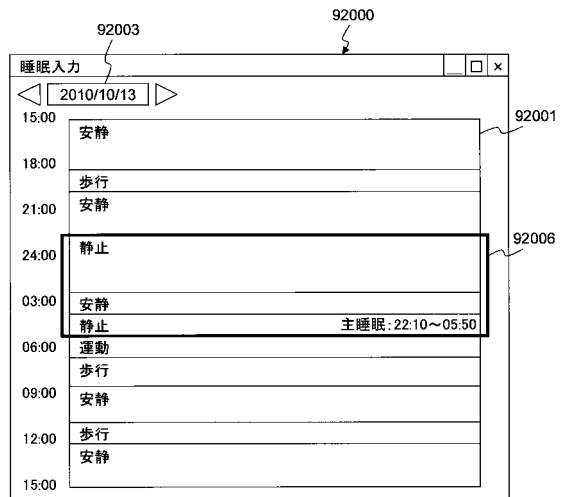 92000
92003
睡眠入力
2010/10/13
92001
15:00
安静
18:00
歩行
21:00
安静
92006
静止
24:00
03:00
安静
静止 主睡眠:22:10~05:50
06:00
運動
歩行
09:00
安静
12:00
歩行
安静
15:00